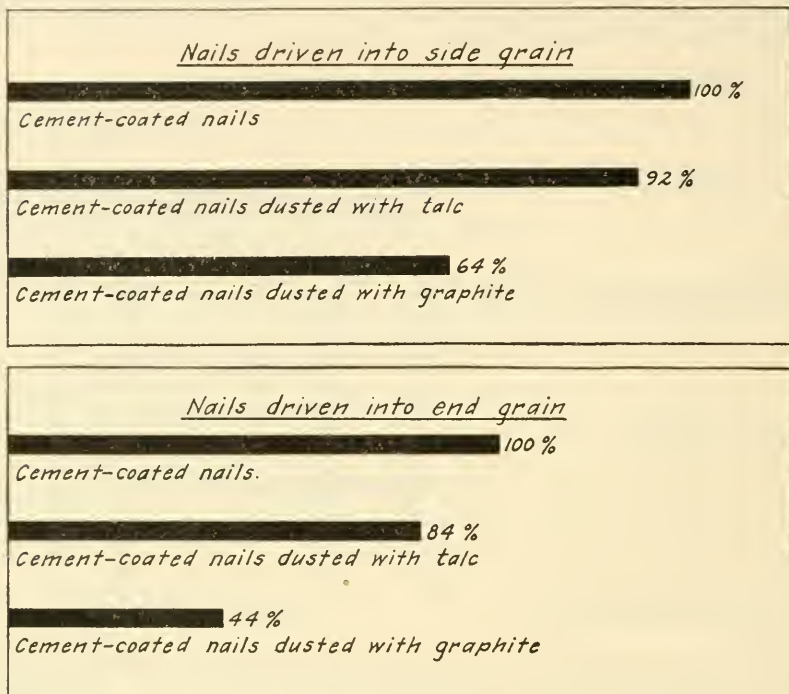 Nails driven into side grain
100 %
Cement-coated nails
92 %
Cement-coated nails dusted with talc
64 %
Cement-coated nails dusted with graphite
Nails driven into end grain
100 %
Cement-coated nails.
84 %
Cement-coated nails dusted with talc
44 %
Cement-coated nails dusted with graphite